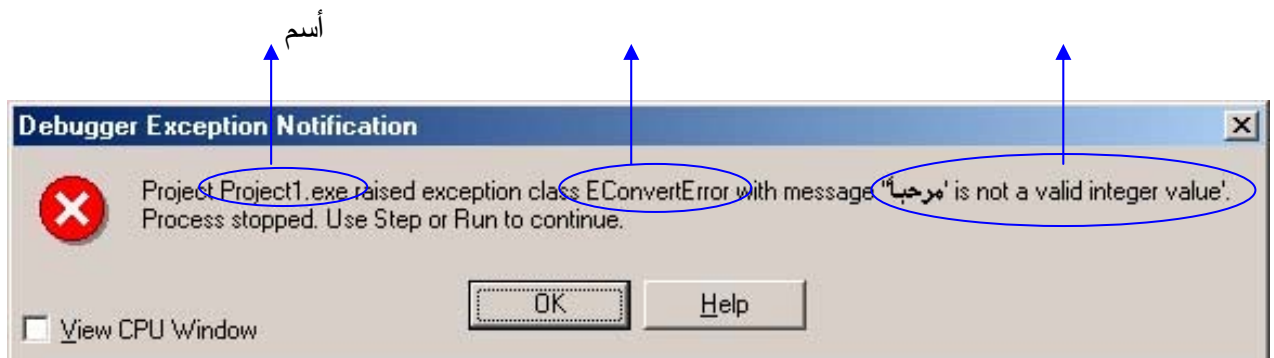 أسم
Debugger Exception Notification
Project Project1.exe raised exception class EConvertError with message ''مرحبأ' is not a valid integer value'.
Process stopped. Use Step or Run to continue.
OK
Help
View CPU Window